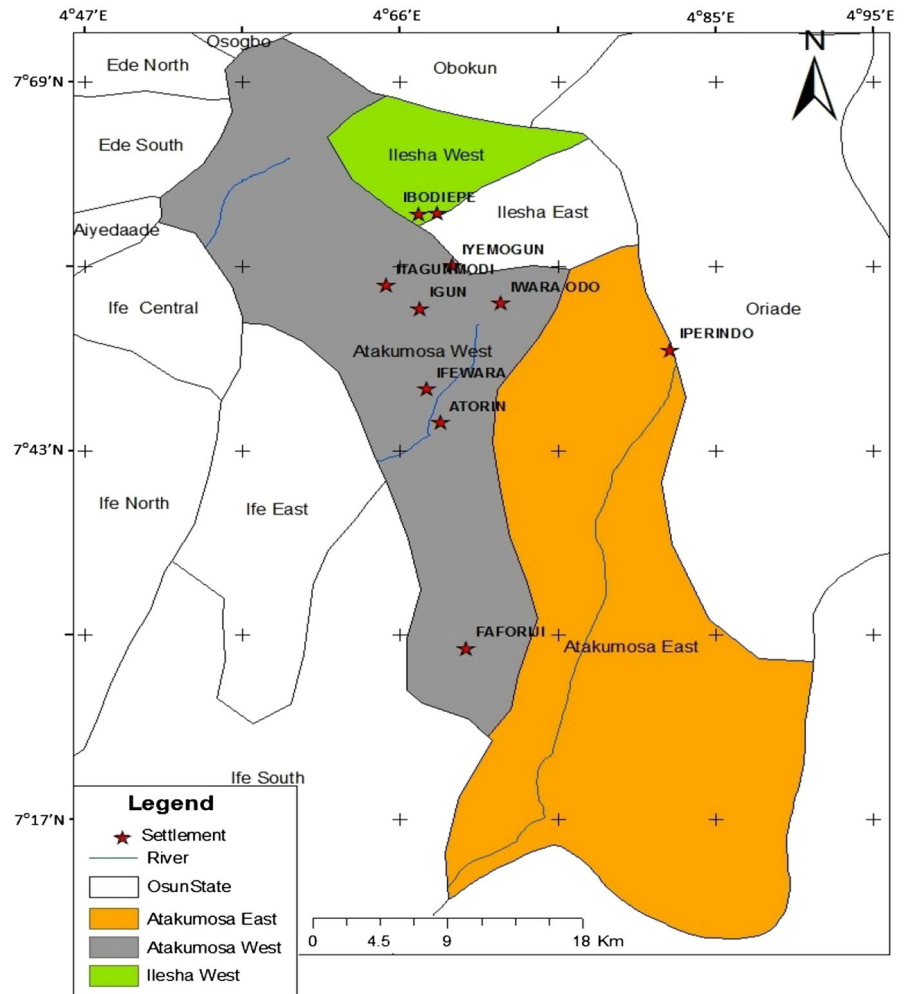 4°47'E 4°66'E 4°85'E 4°95'E
Osogbo
N
Ede North
Obokun
7°69'N
Ede South
Ilesha West
IBODIEPE
Ilesha East
Aiyedaade
IYEMOGUN
ITAGUNMODI
IGUN
IWARA ODO
Ife Central
Oriade
IPERINDO
Atakumosa West
IFEWARA
ATORIN
7°43'N
Ife North
Ife East
FAFORIJI
Atakumosa East
Ife South
7°17'N
Legend
Settlement
River
OsunState
Atakumosa East
Atakumosa West
Ilesha West
0 4.5 9 18 Km